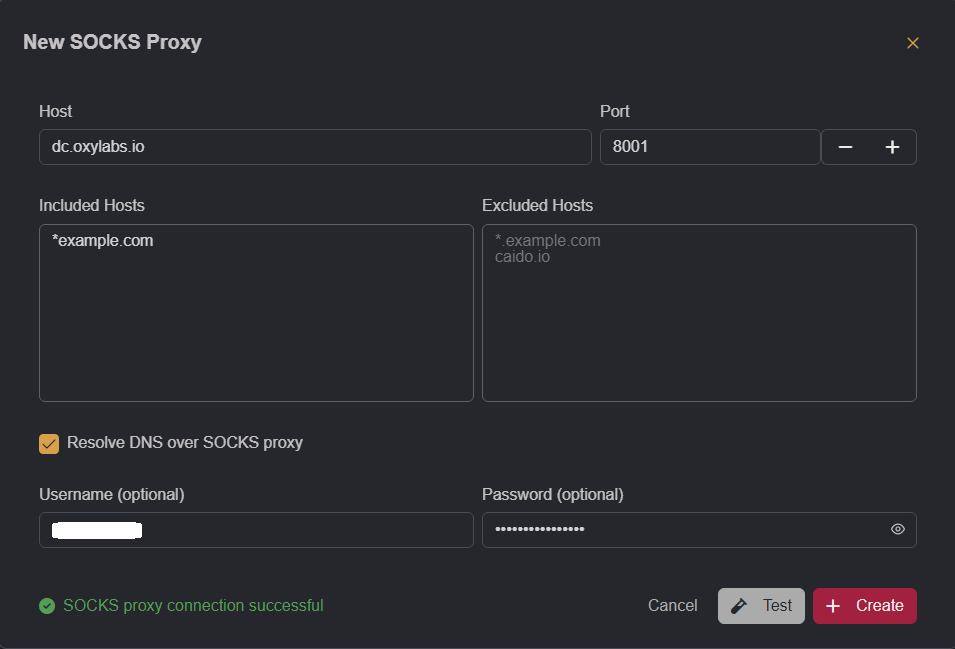 New SOCKS Proxy
Host
Port
dc.oxylabs.io
8001
Included Hosts
Excluded Hosts
*example.com
*.example.com
caido.io
Resolve DNS over SOCKS proxy
Username (optional)
Password (optional)
••••••••••••••••
SOCKS proxy connection successful
Cancel
Test
Create